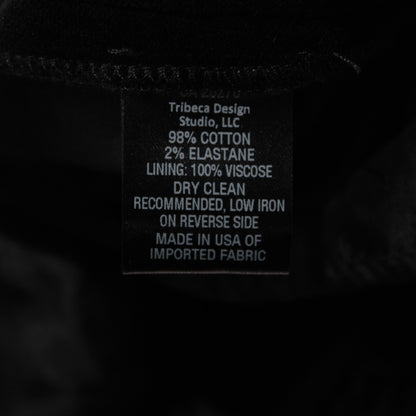 Tribeca Design
Studio, LLC
98% COTTON
2% ELASTANE
LINING: 100% VISCOSE
DRY CLEAN
RECOMMENDED, LOW IRON
ON REVERSE SIDE
MADE IN USA OF
IMPORTED FABRIC